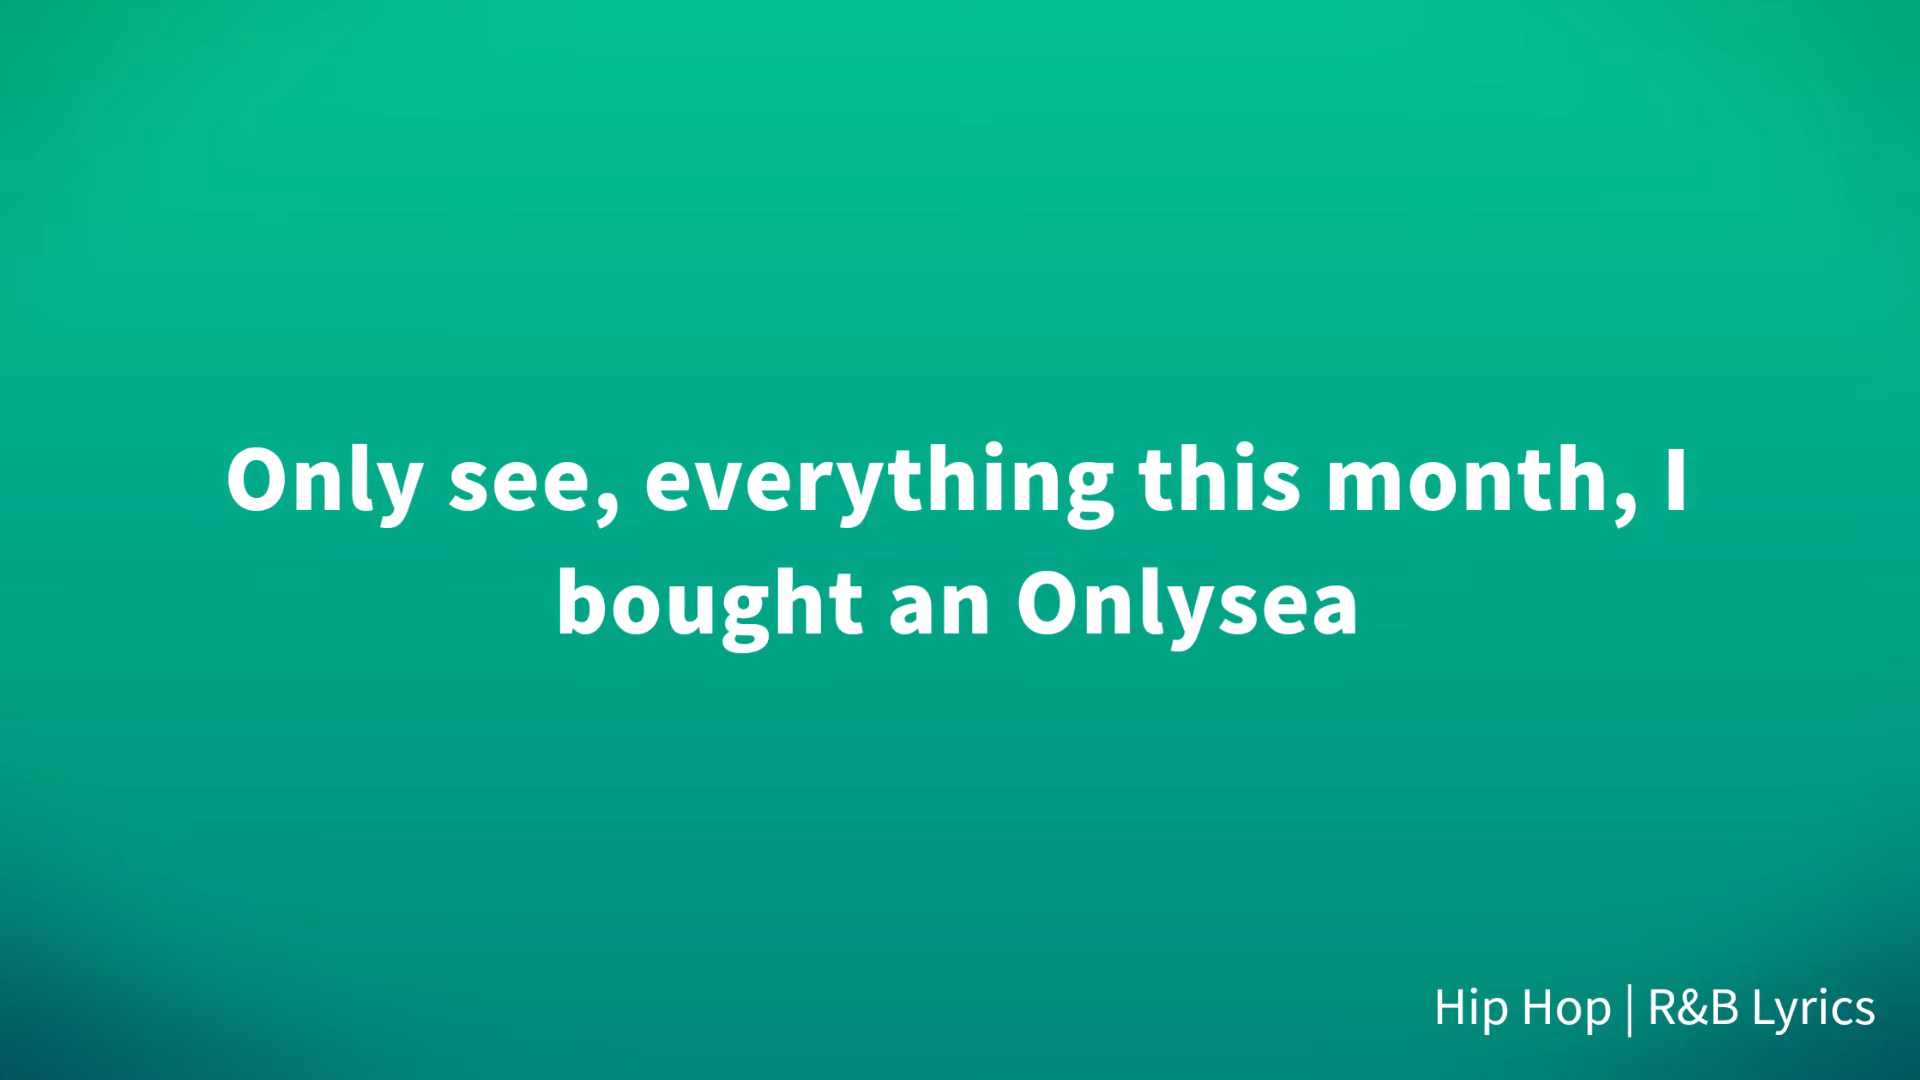 Only see, everything this month, I
bought an Onlysea
Hip Hop | R&B Lyrics